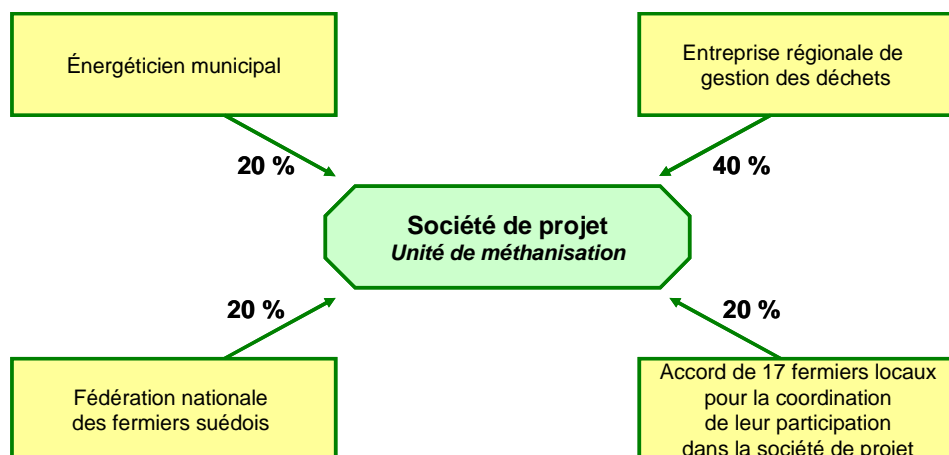 Énergéticien municipal
Entreprise régionale de
gestion des déchets
20 %
40 %
Société de projet
Unité de méthanisation
20 %
20 %
Fédération nationale
des fermiers suédois
Accord de 17 fermiers locaux
pour la coordination
de leur participation
dans la société de projet